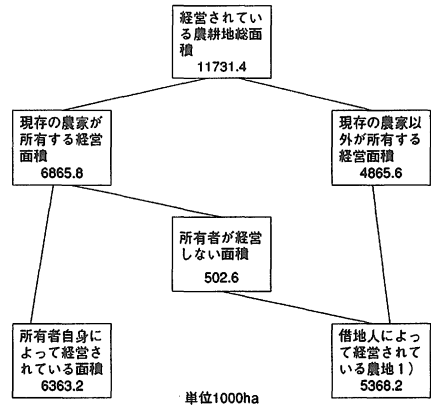 経営されてい
る農耕地総面
積
11731.4
現存の農家が
所有する経営
面積
6865.8
現存の農家以
外が所有する
経営面積
4865.6
所有者が経営
しない面積
502.6
所有者自身に
よって経営さ
れている面積
6363.2
借地人によっ
て経営されて
いる農地1)
5368.2
単位1000ha